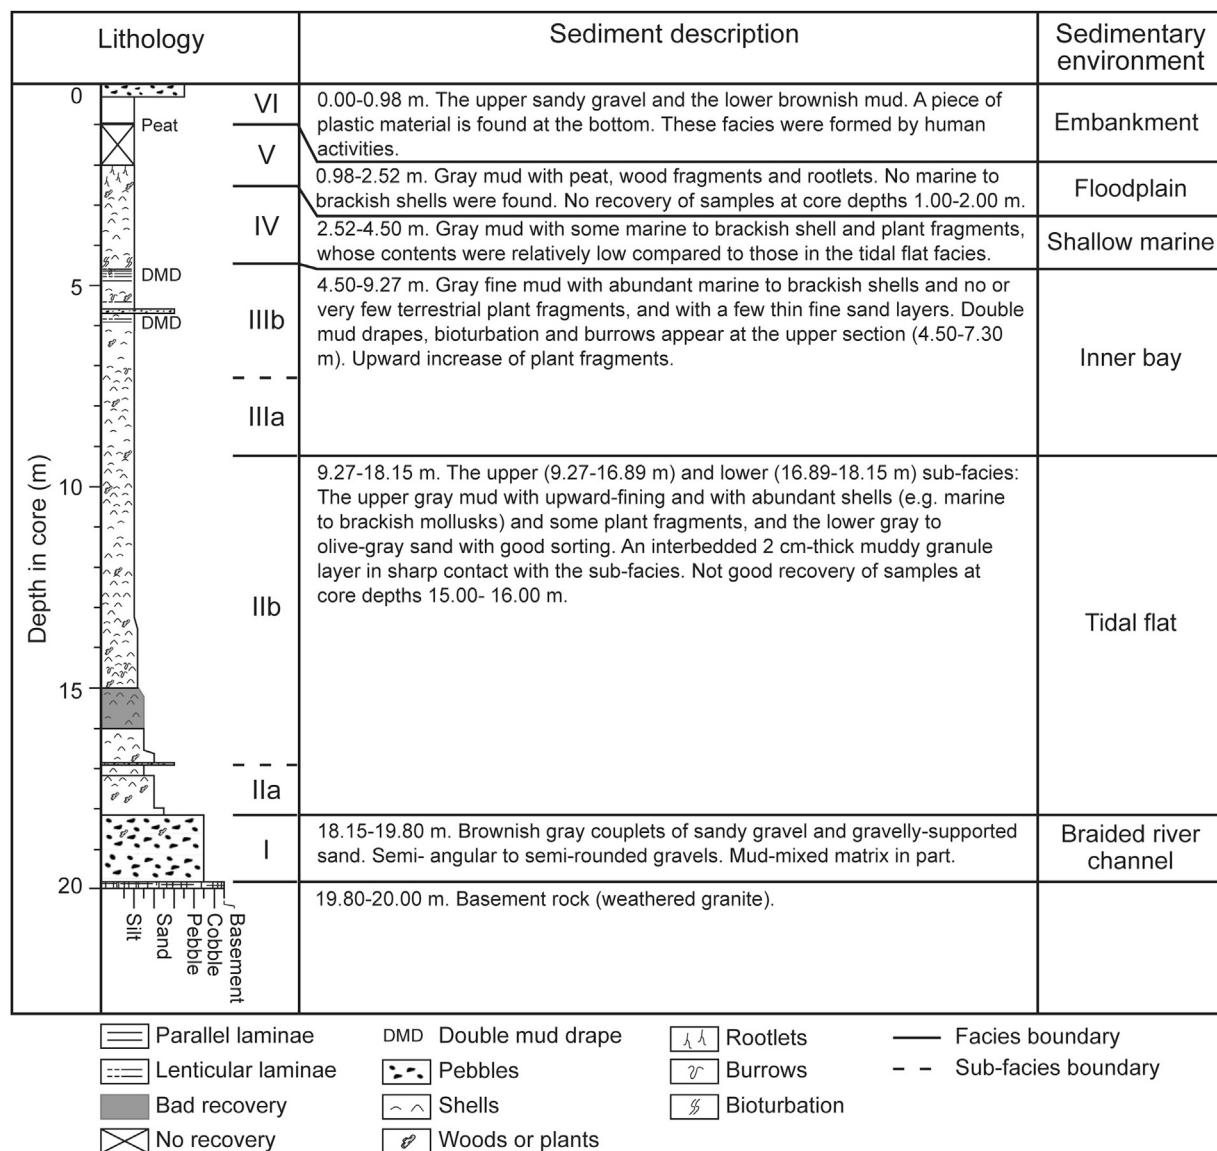 Lithology
Sediment description
Sedimentary
environment
0
Peat
VI
0.00-0.98 m. The upper sandy gravel and the lower brownish mud. A piece of
plastic material is found at the bottom. These facies were formed by human
activities.
Embankment
V
0.98-2.52 m. Gray mud with peat, wood fragments and rootlets. No marine to
brackish shells were found. No recovery of samples at core depths 1.00-2.00 m.
Floodplain
IV
2.52-4.50 m. Gray mud with some marine to brackish shell and plant fragments,
whose contents were relatively low compared to those in the tidal flat facies.
Shallow marine
DMD
5
DMD
IIIb
4.50-9.27 m. Gray fine mud with abundant marine to brackish shells and no or
very few terrestrial plant fragments, and with a few thin fine sand layers. Double
mud drapes, bioturbation and burrows appear at the upper section (4.50-7.30
m). Upward increase of plant fragments.
Inner bay
IIIa
Depth in core (m)
10
9.27-18.15 m. The upper (9.27-16.89 m) and lower (16.89-18.15 m) sub-facies:
The upper gray mud with upward-fining and with abundant shells (e.g. marine
to brackish mollusks) and some plant fragments, and the lower gray to
olive-gray sand with good sorting. An interbedded 2 cm-thick muddy granule
layer in sharp contact with the sub-facies. Not good recovery of samples at
core depths 15.00- 16.00 m.
IIb
Tidal flat
15
IIa
I
18.15-19.80 m. Brownish gray couplets of sandy gravel and gravelly-supported
sand. Semi- angular to semi-rounded gravels. Mud-mixed matrix in part.
Braided river
channel
20
19.80-20.00 m. Basement rock (weathered granite).
Silt
Sand
Pebble
Cobble
Basement
Parallel laminae
DMD Double mud drape
Rootlets
Facies boundary
Lenticular laminae
Pebbles
Burrows
Sub-facies boundary
Bad recovery
Shells
Bioturbation
No recovery
Woods or plants